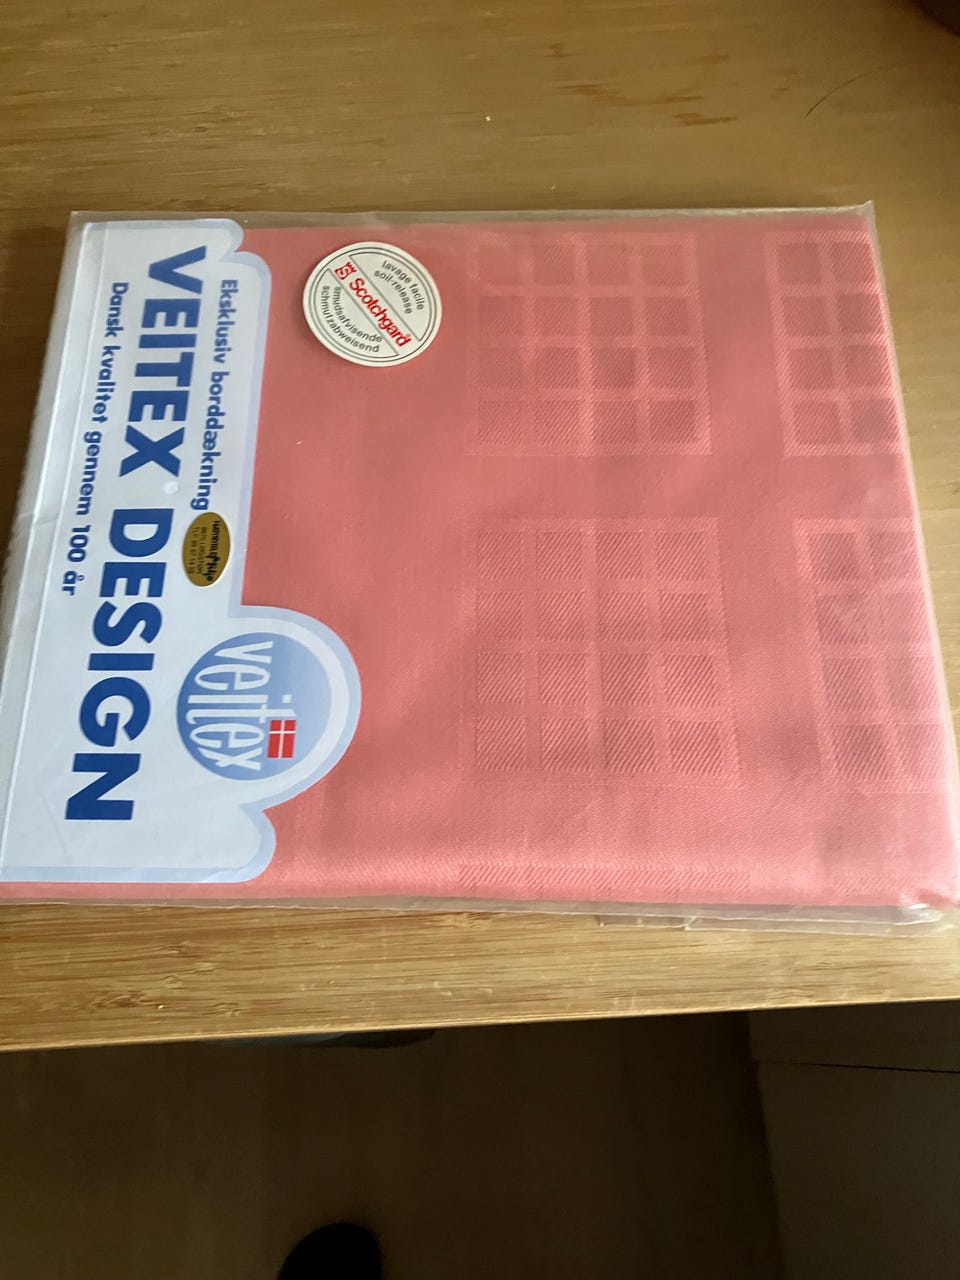 Eksklusiv borddækning
VEITEX DESIGN
Dansk kvalitet gennem 100 år
veitex
lavage facile
soil-release
Scotchgard
smudsafvisende
schmutzabweisend